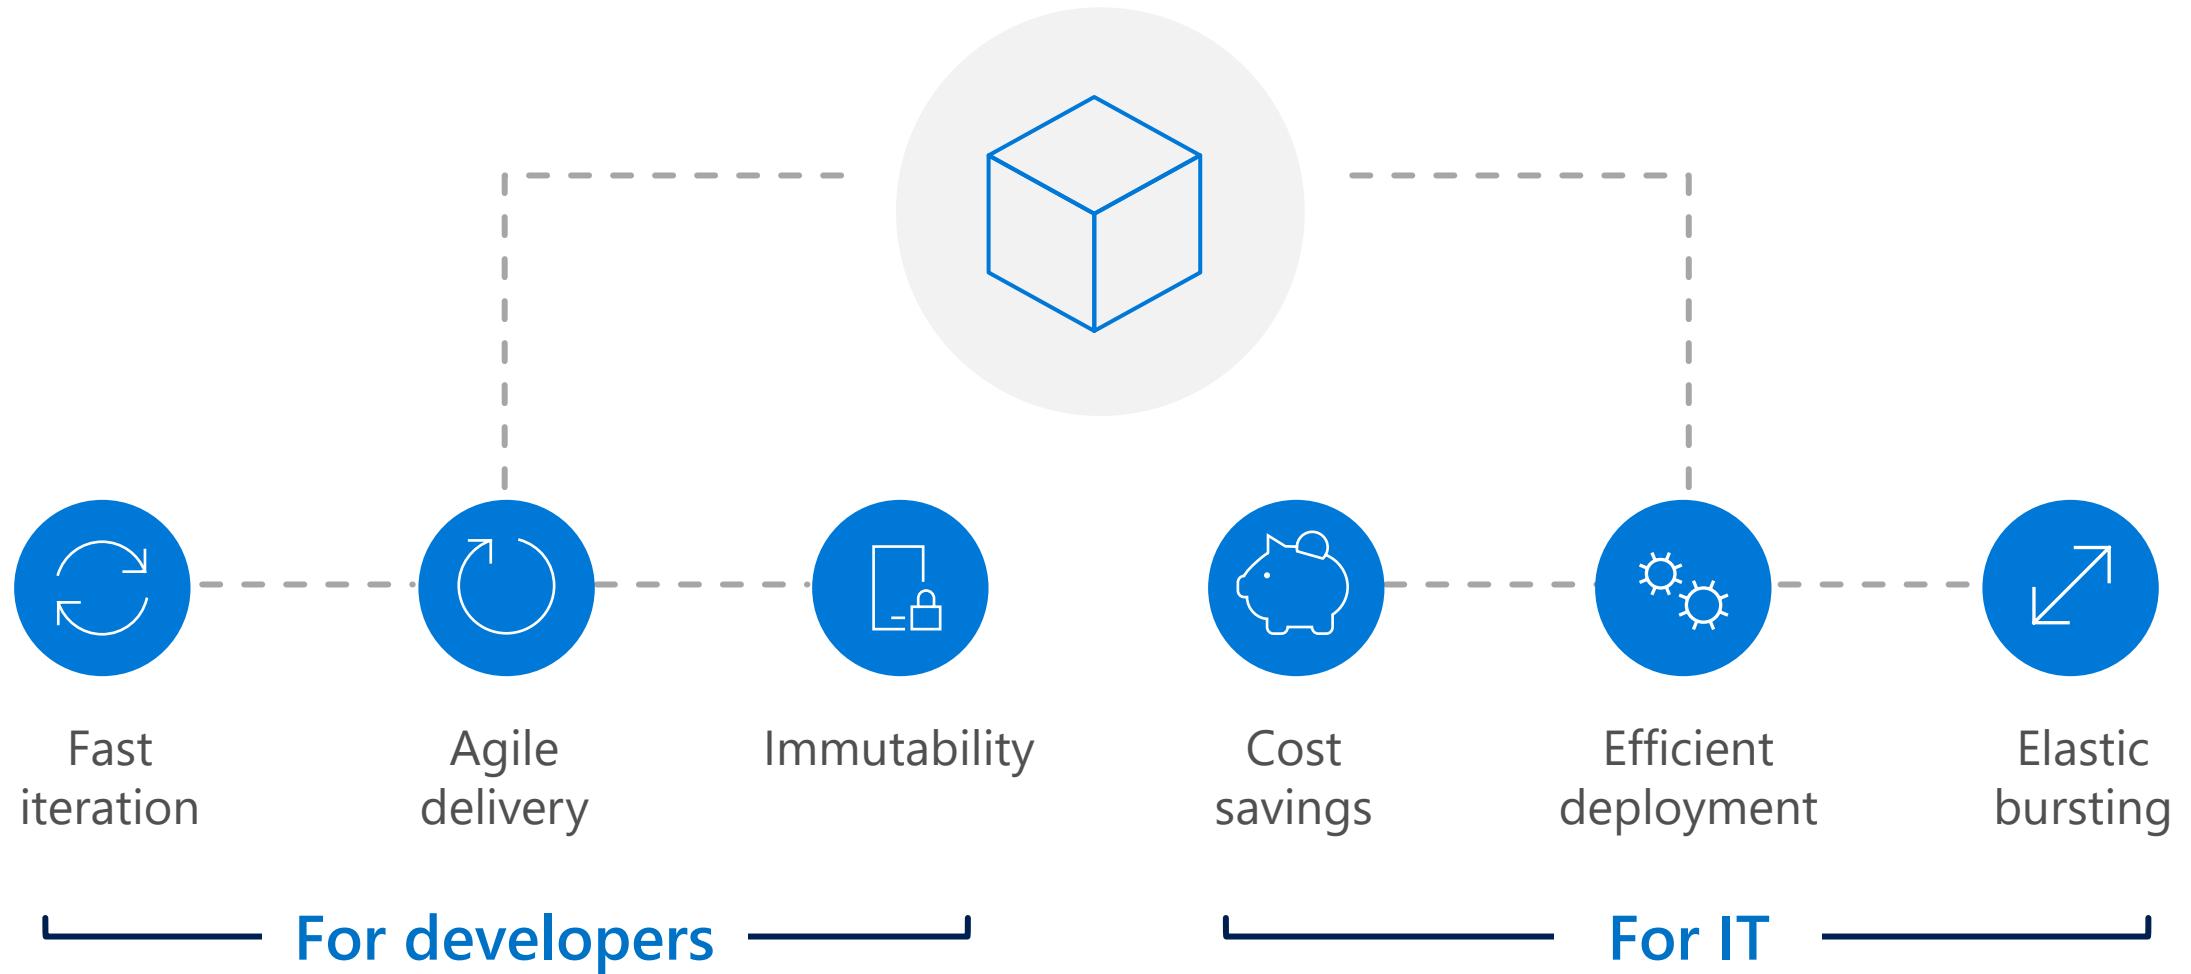 Fast
iteration
Agile
delivery
Immutability
Cost
savings
Efficient
deployment
Elastic
bursting
For developers
For IT